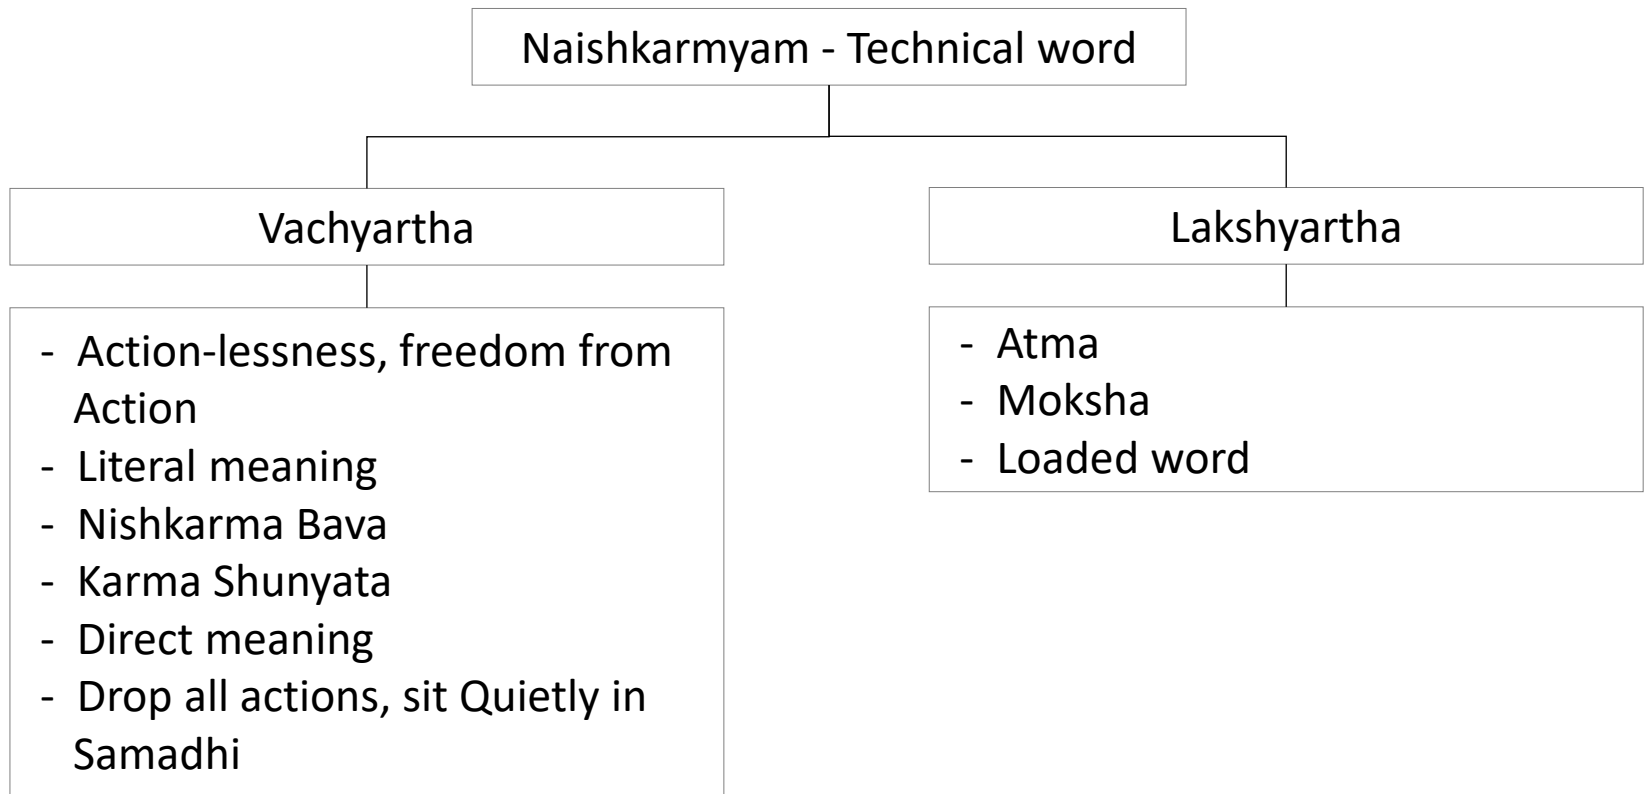 Naishkarmyam - Technical word
Vachyartha
- Action-lessness, freedom from
Action
- Literal meaning
- Nishkarma Bava
- Karma Shunyata
- Direct meaning
- Drop all actions, sit Quietly in
Samadhi
Lakshyartha
- Atma
- Moksha
- Loaded word